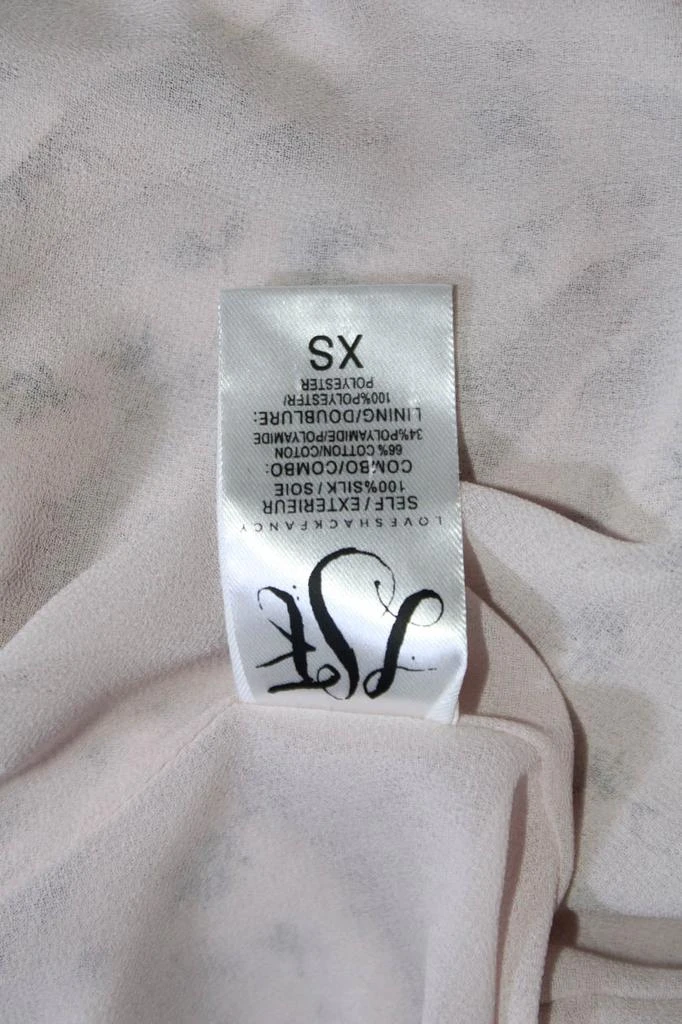 LSF
LOVESHACKFANCY
SELF/EXTERIEUR
100%SILK/SOIE
COMBO/COMBO:
66%COTTON/COTON
34%POLYAMIDE/POLYAMIDE
LINING/DOUBLURE:
100%POLYESTER/
POLYESTER
XS